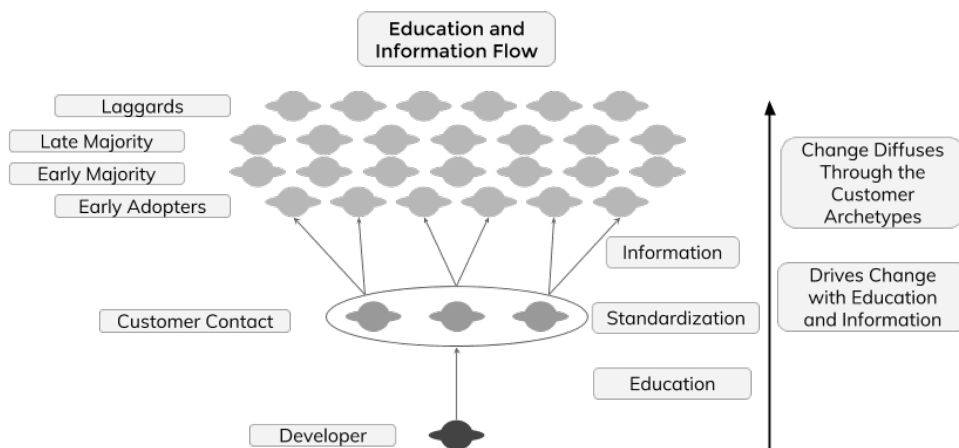 Education and
Information Flow
Laggards
Late Majority
Early Majority
Early Adopters
Change Diffuses
Through the
Customer
Archetypes
Information
Drives Change
with Education
and Information
Customer Contact
Standardization
Education
Developer